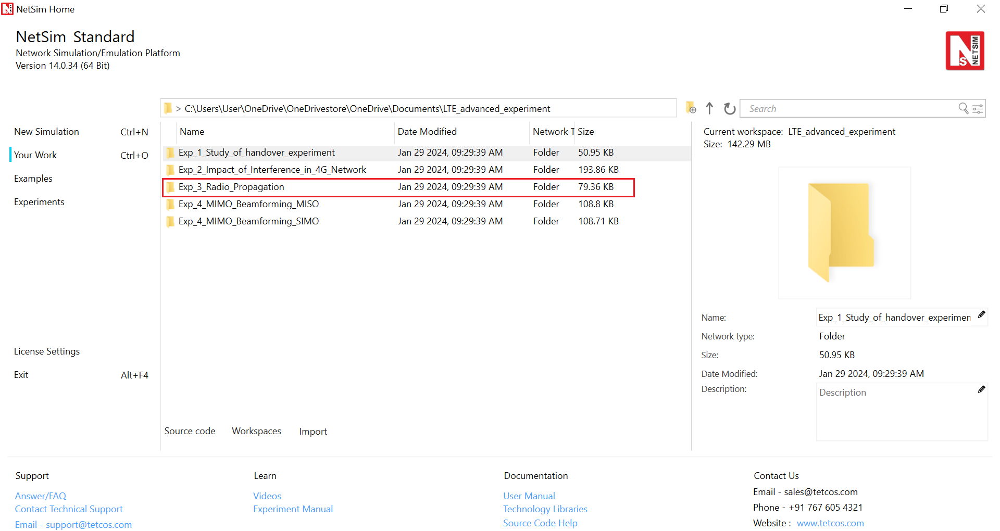 NetSim Home
NetSim Standard
Network Simulation/Emulation Platform
Version 14.0.34 (64 Bit)
NS NETSIM
> C:\Users\User\OneDrive\OneDrivestore\OneDrive\Documents\LTE_advanced_experiment
Search
New Simulation Ctrl+N
Your Work Ctrl+O
Examples
Experiments
License Settings
Exit Alt+F4
Name Date Modified Network T Size
Exp_1_Study_of_handover_experiment Jan 29 2024, 09:29:39 AM Folder 50.95 KB
Exp_2_Impact_of_Interference_in_4G_Network Jan 29 2024, 09:29:39 AM Folder 193.86 KB
Exp_3_Radio_Propagation Jan 29 2024, 09:29:39 AM Folder 79.36 KB
Exp_4_MIMO_Beamforming_MISO Jan 29 2024, 09:29:39 AM Folder 108.8 KB
Exp_4_MIMO_Beamforming_SIMO Jan 29 2024, 09:29:39 AM Folder 108.71 KB
Source code Workspaces Import
Current workspace: LTE_advanced_experiment
Size: 142.29 MB
Name: Exp_1_Study_of_handover_experimen
Network type: Folder
Size: 50.95 KB
Date Modified: Jan 29 2024, 09:29:39 AM
Description: Description
Support
Answer/FAQ
Contact Technical Support
Email - support@tetcos.com
Learn
Videos
Experiment Manual
Documentation
User Manual
Technology Libraries
Source Code Help
Contact Us
Email - sales@tetcos.com
Phone - +91 767 605 4321
Website : www.tetcos.com